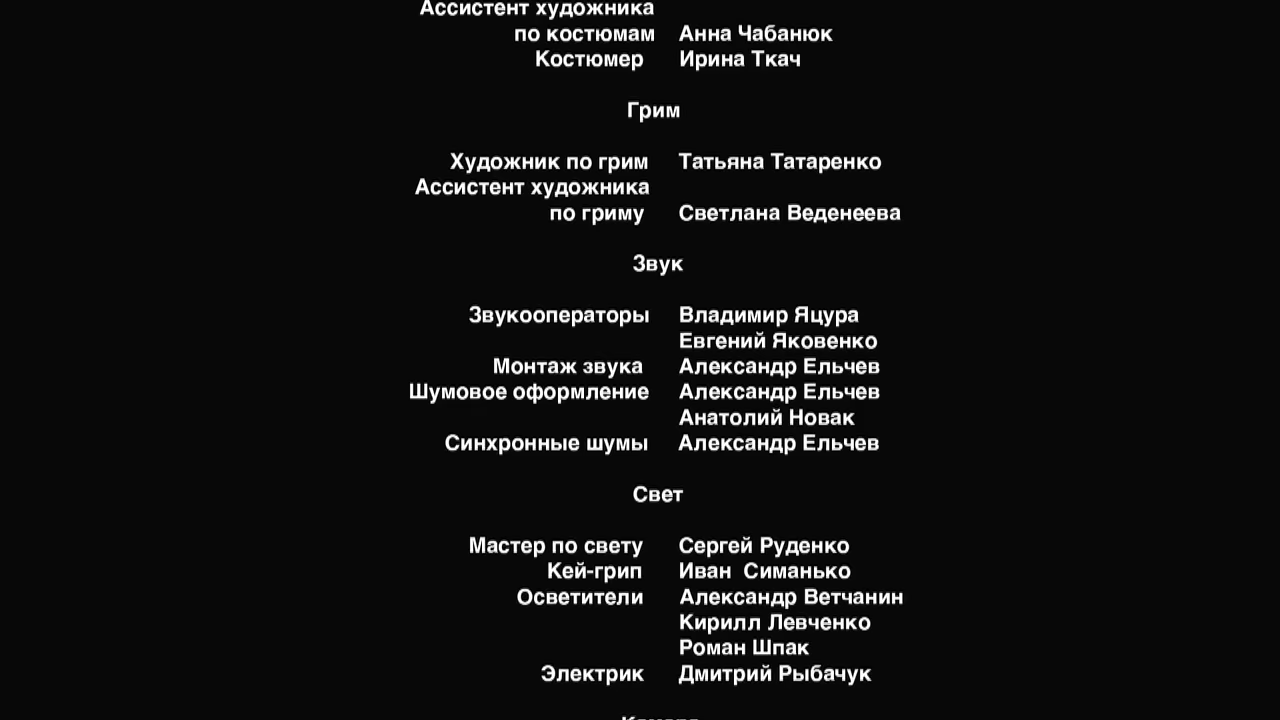 Ассистент художника
по костюмам Анна Чабанюк
Костюмер Ирина Ткач
Грим
Художник по грим Татьяна Татаренко
Ассистент художника
по гриму Светлана Веденеева
Звук
Звукооператоры Владимир Яцура
Евгений Яковенко
Монтаж звука Александр Ельчев
Шумовое оформление Александр Ельчев
Анатолий Новак
Синхронные шумы Александр Ельчев
Свет
Мастер по свету Сергей Руденко
Кей-грип Иван Симанько
Осветители Александр Ветчанин
Кирилл Левченко
Роман Шпак
Электрик Дмитрий Рыбачук